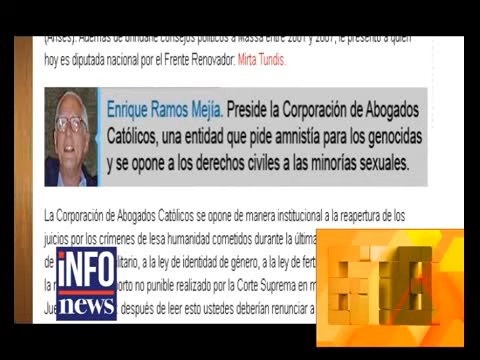 (Anses). Además de brindarle consejos políticos a Massa entre 2001 y 2007, le presentó a quien
hoy es diputada nacional por el Frente Renovador: Mirta Tundis.
Enrique Ramos Mejía. Preside la Corporación de Abogados
Católicos, una entidad que pide amnistía para los genocidas
y se opone a los derechos civiles a las minorías sexuales.
La Corporación de Abogados Católicos se opone de manera institucional a la reapertura de los
juicios por los crímenes de lesa humanidad cometidos durante la última
de litario, a la ley de identidad de género, a la ley de fert
la orto no punible realizado por la Corte Suprema en m
Jue después de leer esto ustedes deberían renunciar a
iNFO
news